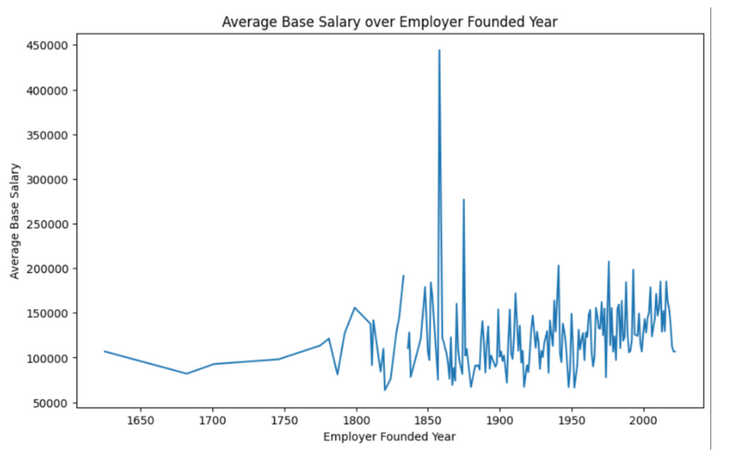 Average Base Salary over Employer Founded Year
450000
400000
350000
300000
250000
200000
150000
100000
50000
Average Base Salary
1650 1700 1750 1800 1850 1900 1950 2000
Employer Founded Year